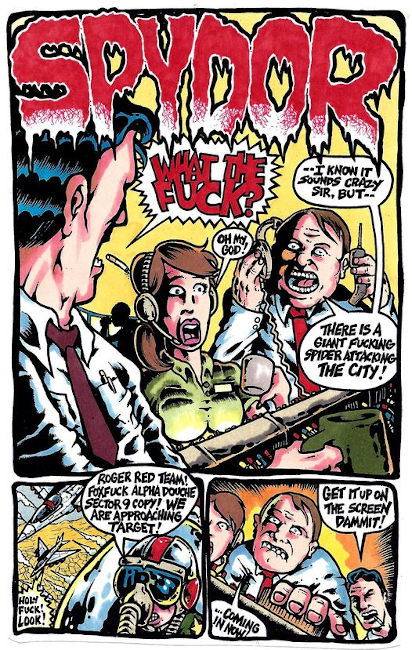 SPYDOR
WHAT THE
FUCK?
--I KNOW IT
SOUNDS CRAZY
SIR, BUT--
OH MY,
GOD!
THERE IS A
GIANT FUCKING
SPIDER ATTACKING
THE CITY!
ROGER RED TEAM!
FOXFUCK ALPHA DOUCHE
SECTOR 9 COPY! WE
ARE APPROACHING
TARGET!
HOLY
FUCK!
LOOK!
GET IT UP ON
THE SCREEN
DAMMIT!
...COMING
IN NOW!